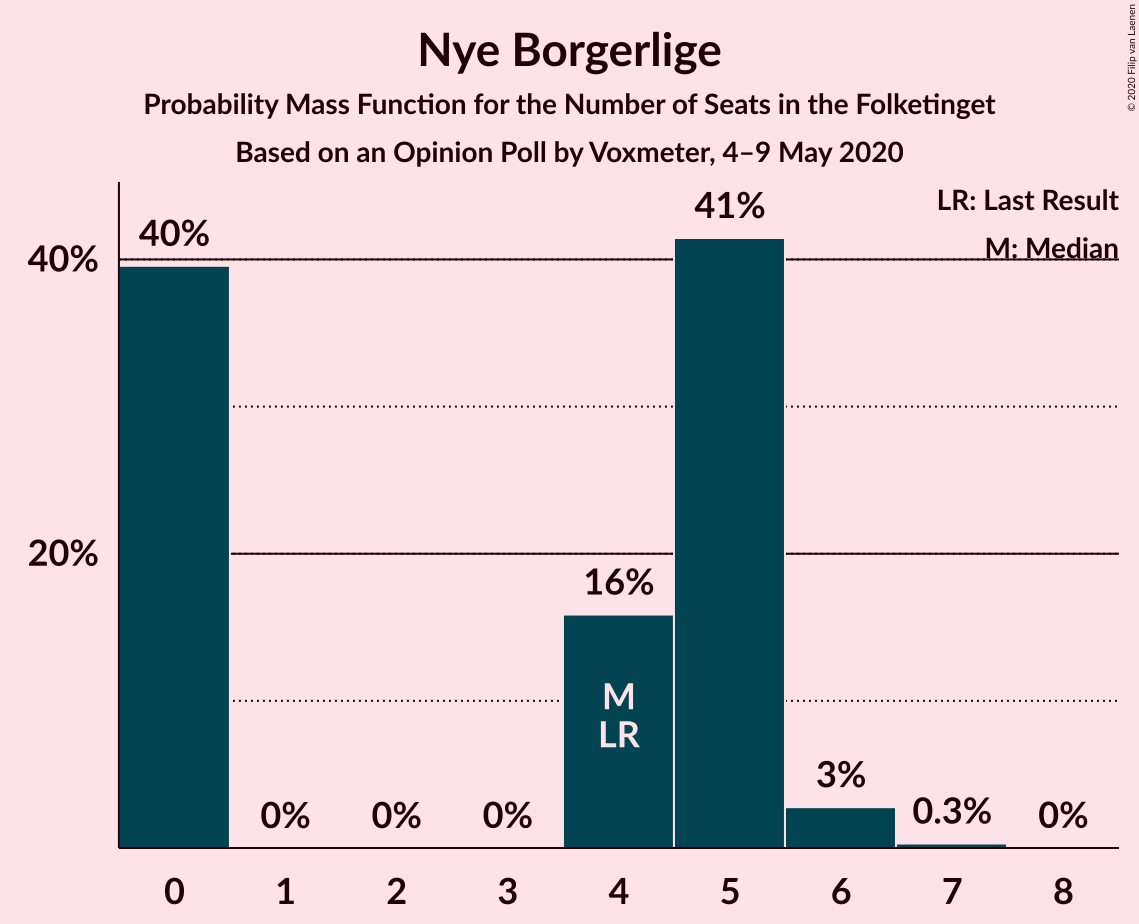 Nye Borgerlige
Probability Mass Function for the Number of Seats in the Folketinget
Based on an Opinion Poll by Voxmeter, 4–9 May 2020
© 2020 Filip van Laenen
LR: Last Result
M: Median
40%
20%
40%
0%
0%
0%
16%
41%
3%
0.3%
0%
M
LR
0 1 2 3 4 5 6 7 8